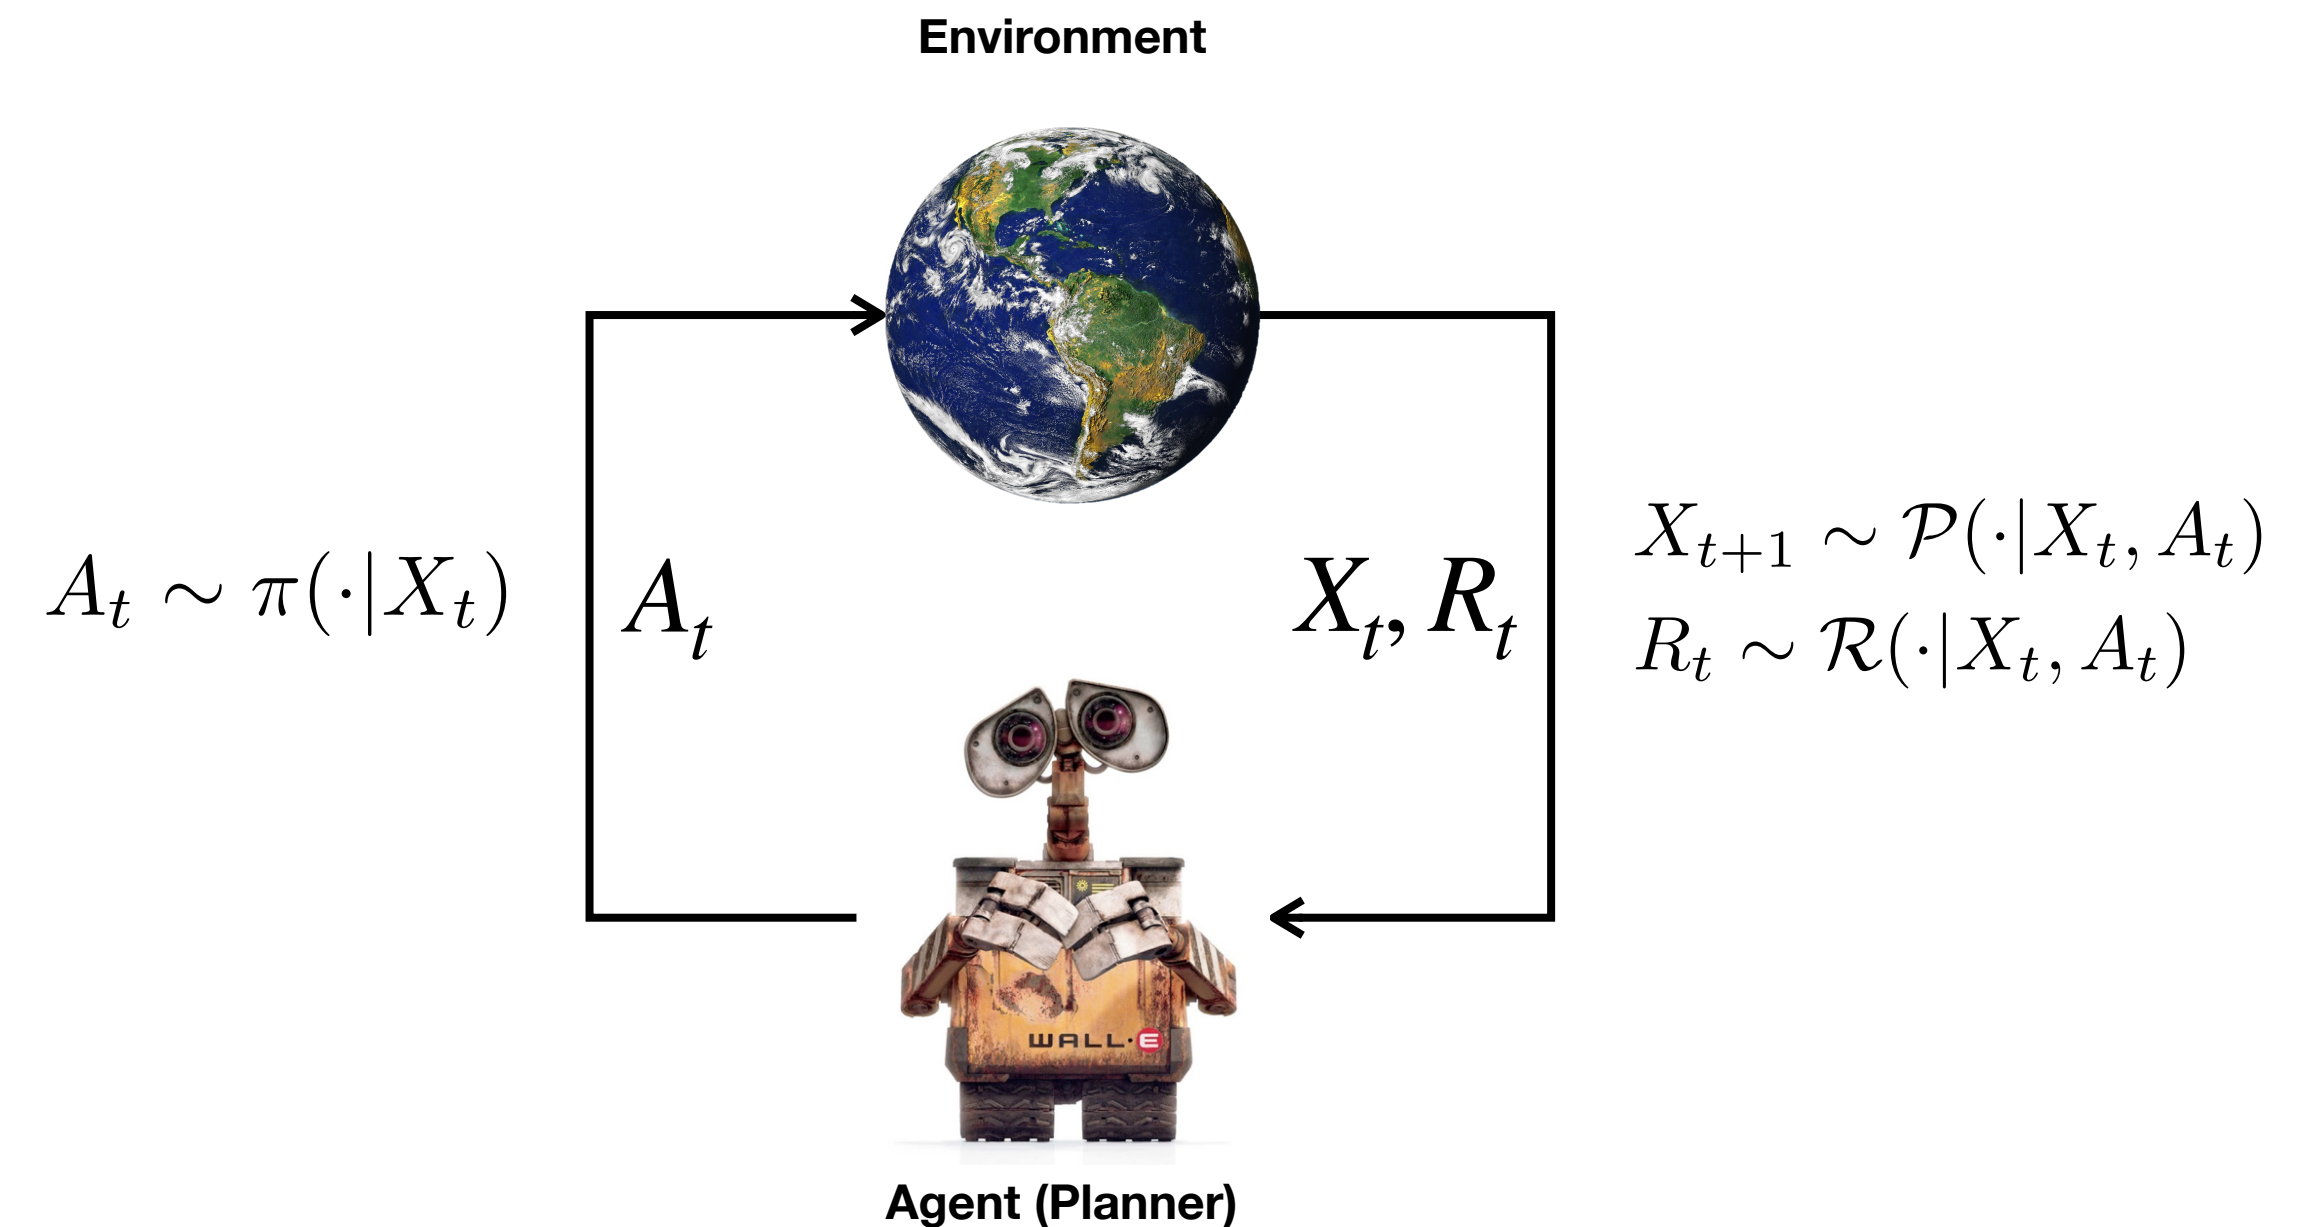 Environment
A_t ∼ π(·|X_t)
A_t
X_t, R_t
X_{t+1} ∼ 𝒫(·|X_t, A_t)
R_t ∼ ℛ(·|X_t, A_t)
WALL·E
Agent (Planner)